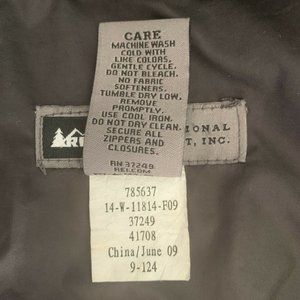 CARE
MACHINE WASH
COLD WITH
LIKE COLORS,
GENTLE CYCLE.
DO NOT BLEACH.
NO FABRIC
SOFTENERS.
TUMBLE DRY LOW.
REMOVE
PROMPTLY.
USE COOL IRON.
DO NOT DRY CLEAN.
SECURE ALL
ZIPPERS AND
CLOSURES.
RN 37249
REI.COM
IONAL
T, INC.
785637
14-W-11814-F09
37249
41708
China/June 09
9-124